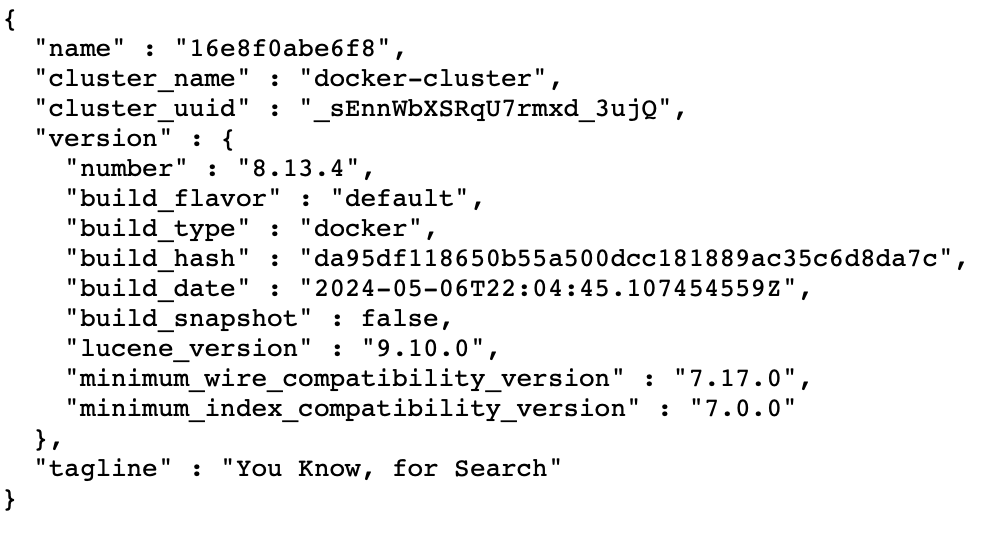 {
  "name" : "16e8f0abe6f8",
  "cluster_name" : "docker-cluster",
  "cluster_uuid" : "_sEnnWbXSRqU7rmxd_3ujQ",
  "version" : {
    "number" : "8.13.4",
    "build_flavor" : "default",
    "build_type" : "docker",
    "build_hash" : "da95df118650b55a500dcc181889ac35c6d8da7c",
    "build_date" : "2024-05-06T22:04:45.107454559Z",
    "build_snapshot" : false,
    "lucene_version" : "9.10.0",
    "minimum_wire_compatibility_version" : "7.17.0",
    "minimum_index_compatibility_version" : "7.0.0"
  },
  "tagline" : "You Know, for Search"
}